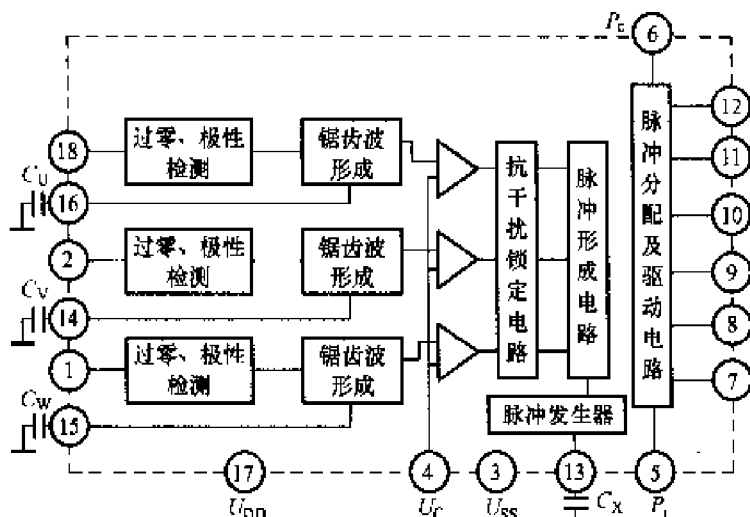 P_c 6
12
18 过零、极性检测 锯齿波形成
11
C_U 16
抗干扰锁定电路
脉冲形成电路
脉冲分配及驱动电路
10
2 过零、极性检测 锯齿波形成
9
C_V 14
8
1 过零、极性检测 锯齿波形成
7
C_W 15
脉冲发生器
17 4 3 13 5
U_DD U_C U_SS C_X